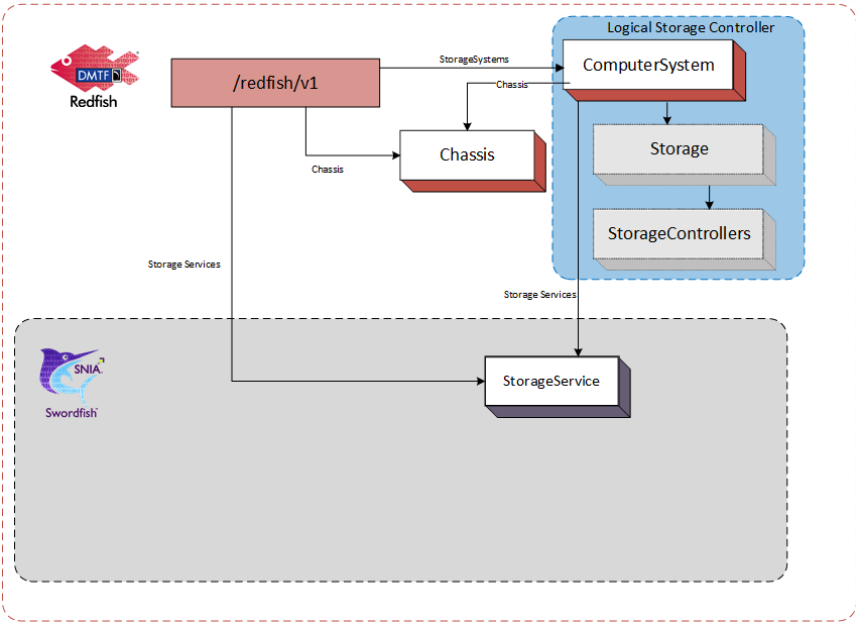 Logical Storage Controller
StorageSystems
ComputerSystem
DMTF
/redfish/v1
Chassis
Redfish
Chassis
Storage
Chassis
StorageControllers
Storage Services
Storage Services
SNIA
StorageService
Swordfish